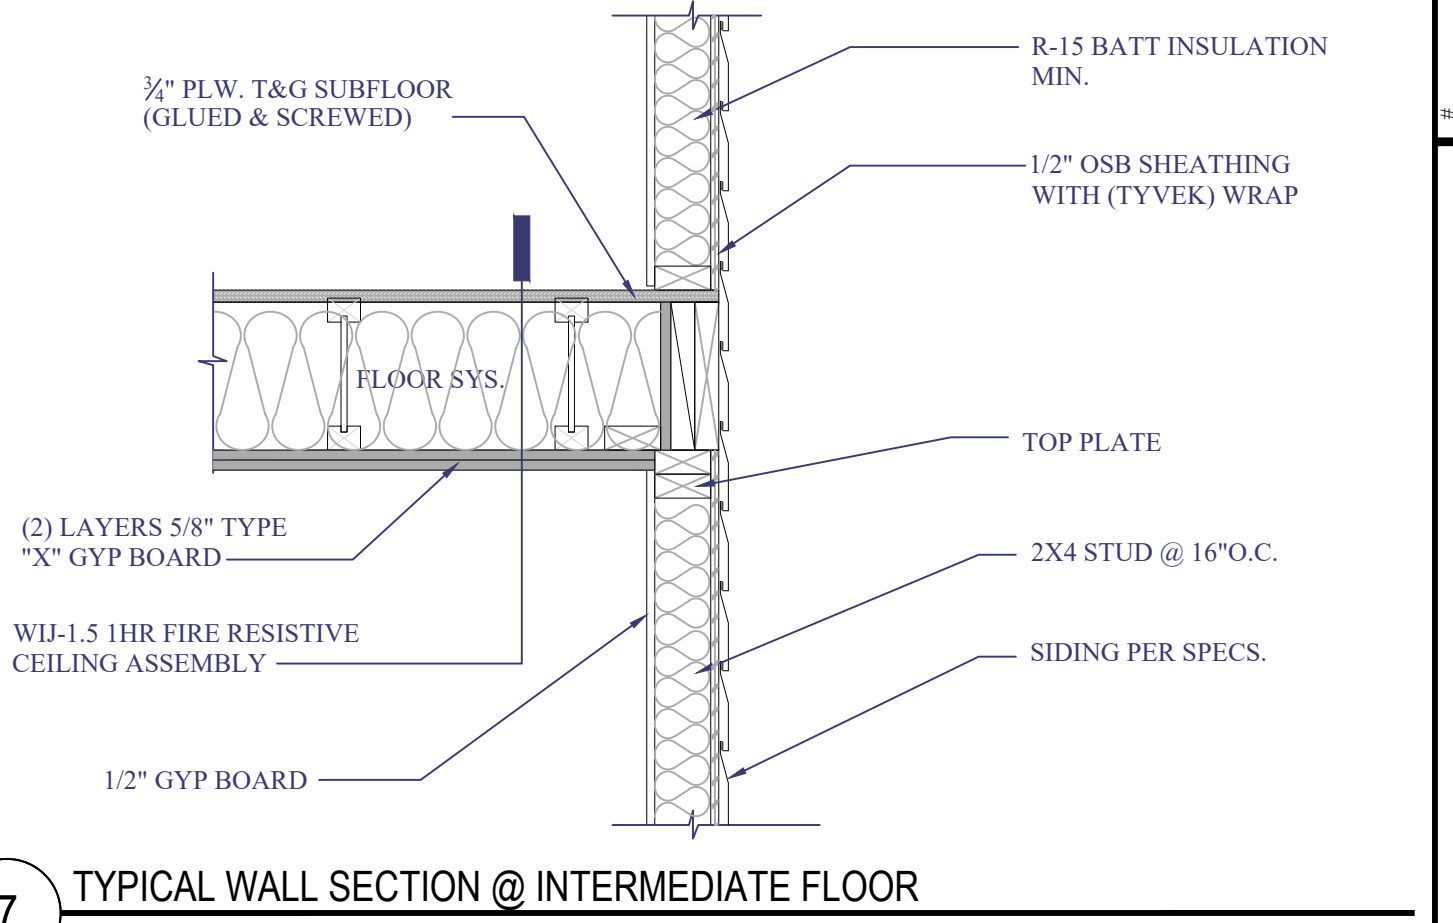 R-15 BATT INSULATION
MIN.
¾" PLW. T&G SUBFLOOR
(GLUED & SCREWED)
#
1/2" OSB SHEATHING
WITH (TYVEK) WRAP
FLOOR SYS.
TOP PLATE
(2) LAYERS 5/8" TYPE
"X" GYP BOARD
2X4 STUD @ 16"O.C.
WIJ-1.5 1HR FIRE RESISTIVE
CEILING ASSEMBLY
SIDING PER SPECS.
1/2" GYP BOARD
7
TYPICAL WALL SECTION @ INTERMEDIATE FLOOR